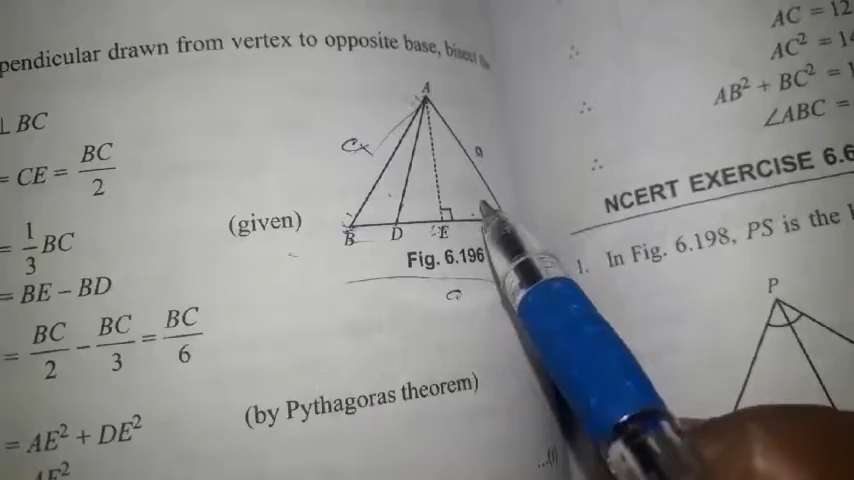 pendicular drawn from vertex to opposite base, bisect
⊥ BC
= CE = BC/2
= 1/3 BC (given)
= BE − BD
= BC/2 − BC/3 = BC/6
= AE² + DE² (by Pythagoras theorem)
AE²
...(i)
A
a
B D E
Fig. 6.196
a
AC = 12
∴ AC² = 14
∴ AB² + BC² = 1
∴ ∠ABC =
NCERT EXERCISE 6.6
1. In Fig. 6.198, PS is the
P